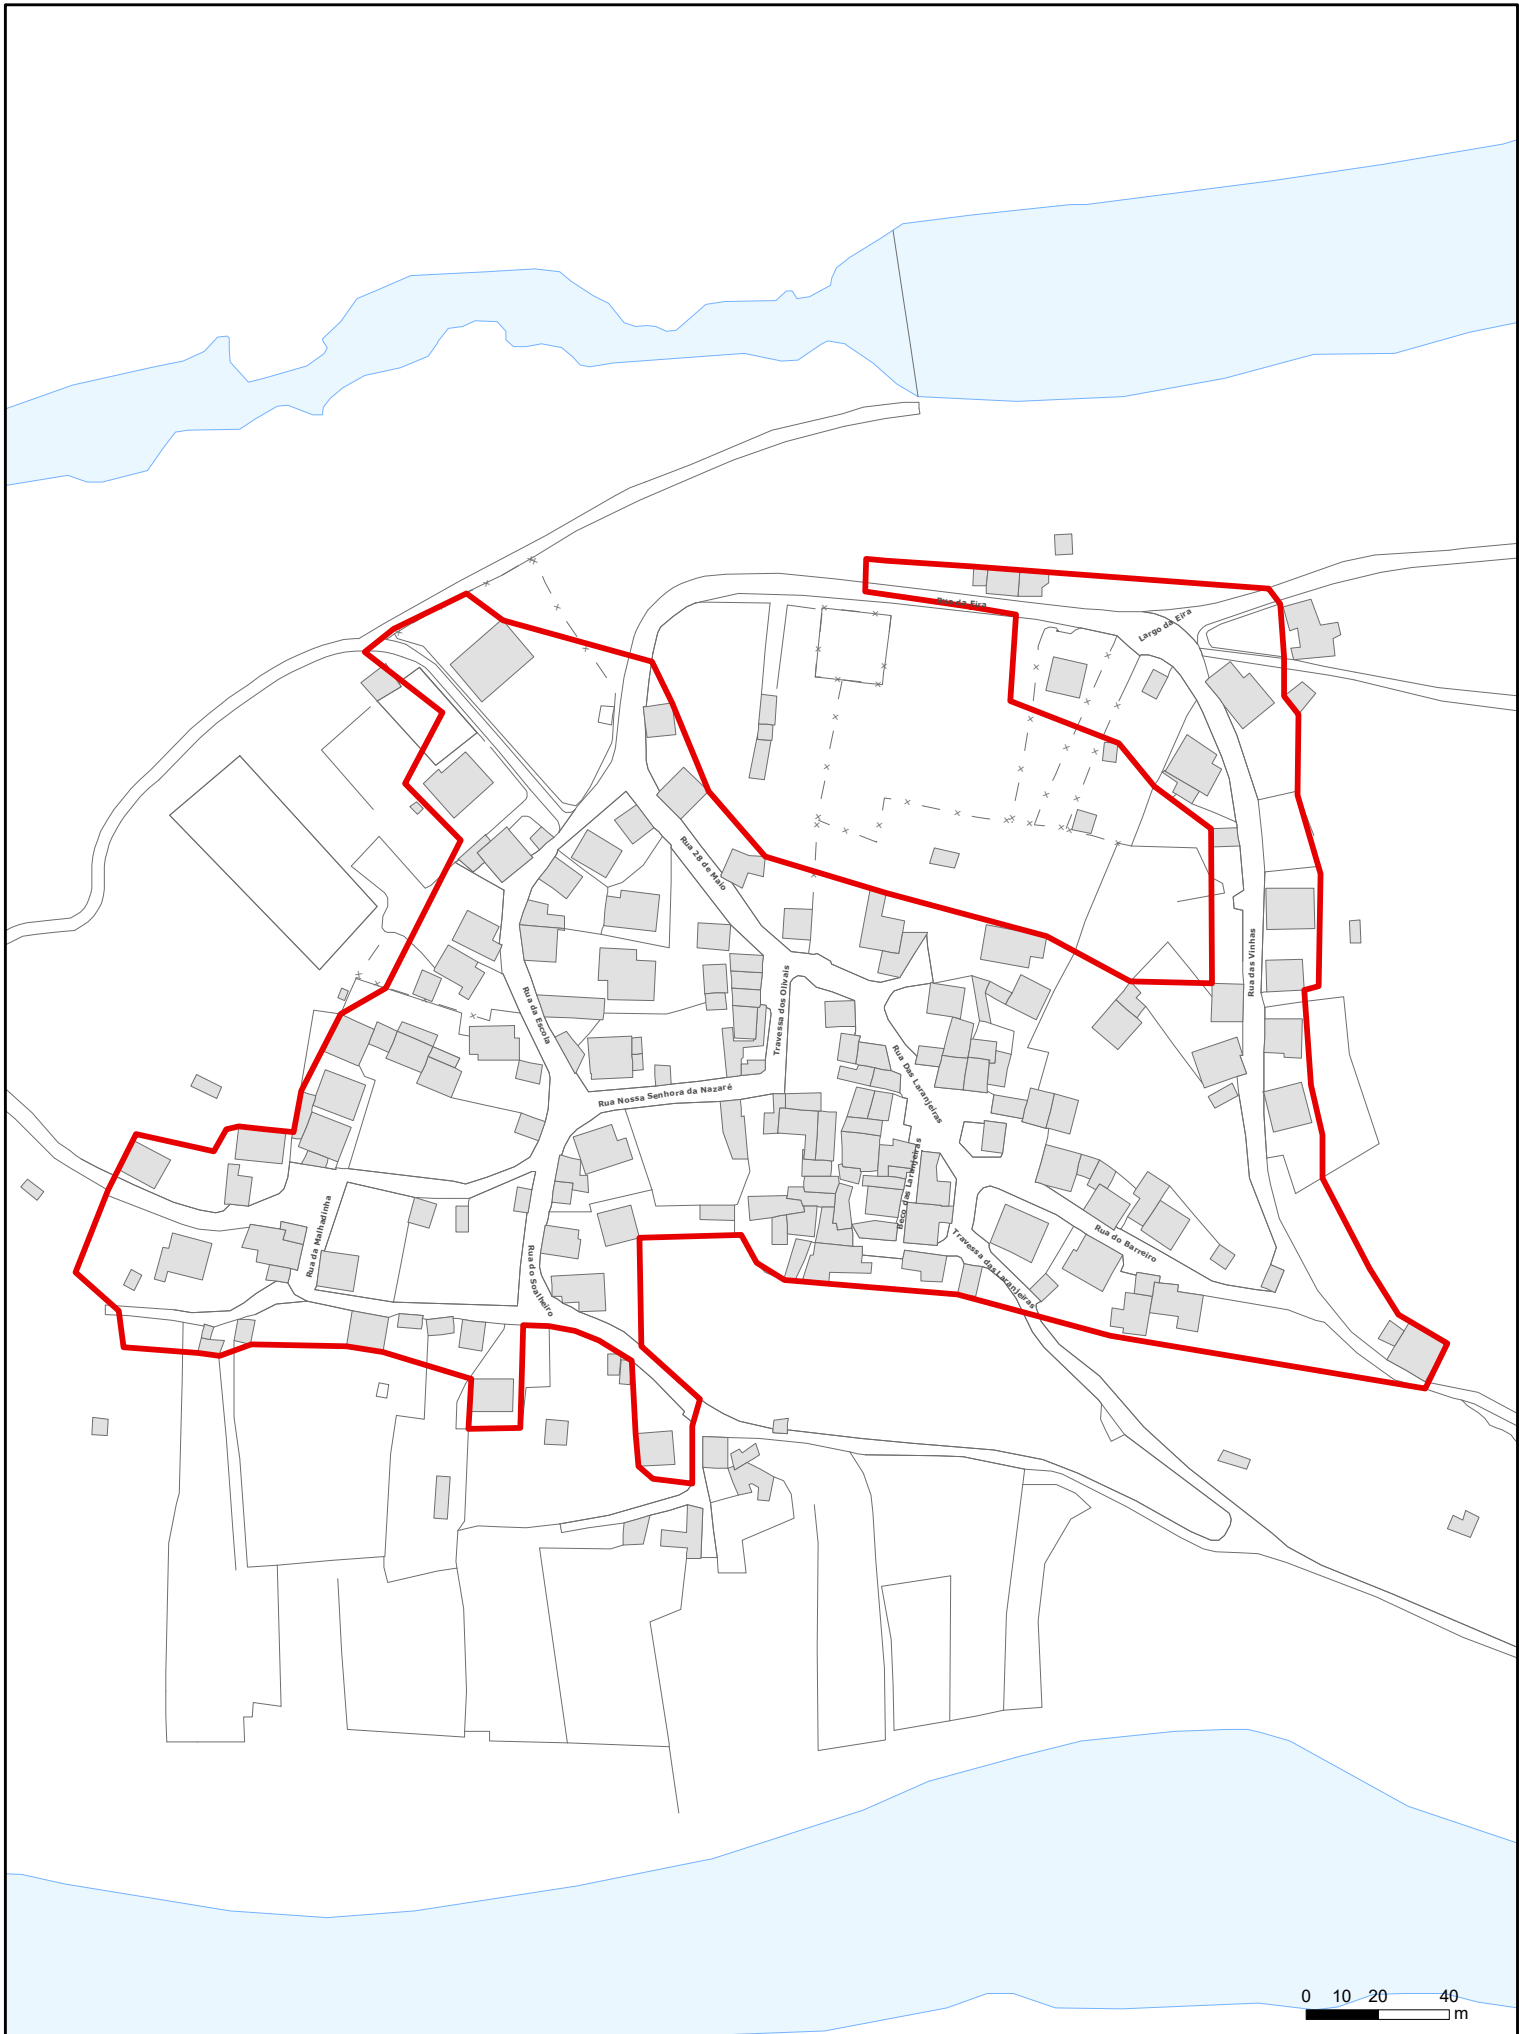 Rua da Eira
Largo da Eira
Rua 28 de Maio
Rua das Vinhas
Travessa dos Olivais
Rua da Escola
Rua Das Laranjeiras
Rua Nossa Senhora da Nazaré
Beco das Laranjeiras
Rua da Malhadinha
Rua do Soalheiro
Travessa das Laranjeiras
Rua do Barreiro
0 10 20 40
m